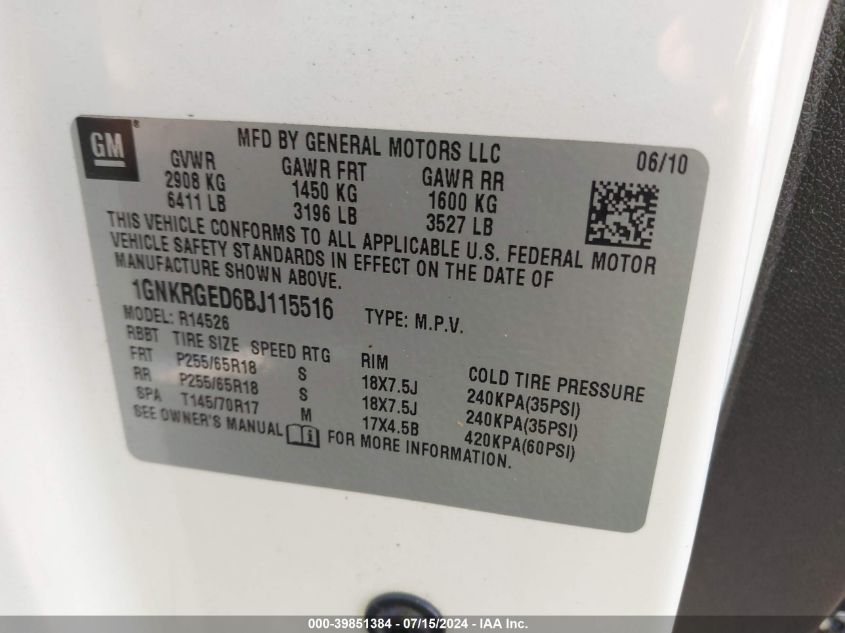 GM®
MFD BY GENERAL MOTORS LLC
06/10
GVWR GAWR FRT GAWR RR
2908 KG 1450 KG 1600 KG
6411 LB 3196 LB 3527 LB
THIS VEHICLE CONFORMS TO ALL APPLICABLE U.S. FEDERAL MOTOR
VEHICLE SAFETY STANDARDS IN EFFECT ON THE DATE OF
MANUFACTURE SHOWN ABOVE.
1GNKRGED6BJ115516 TYPE: M.P.V.
MODEL: R14526
RBBT TIRE SIZE SPEED RTG RIM COLD TIRE PRESSURE
FRT P255/65R18 S 18X7.5J 240KPA(35PSI)
RR P255/65R18 S 18X7.5J 240KPA(35PSI)
SPA T145/70R17 M 17X4.5B 420KPA(60PSI)
SEE OWNER'S MANUAL FOR MORE INFORMATION.
000-39851384 - 07/15/2024 - IAA, Inc.